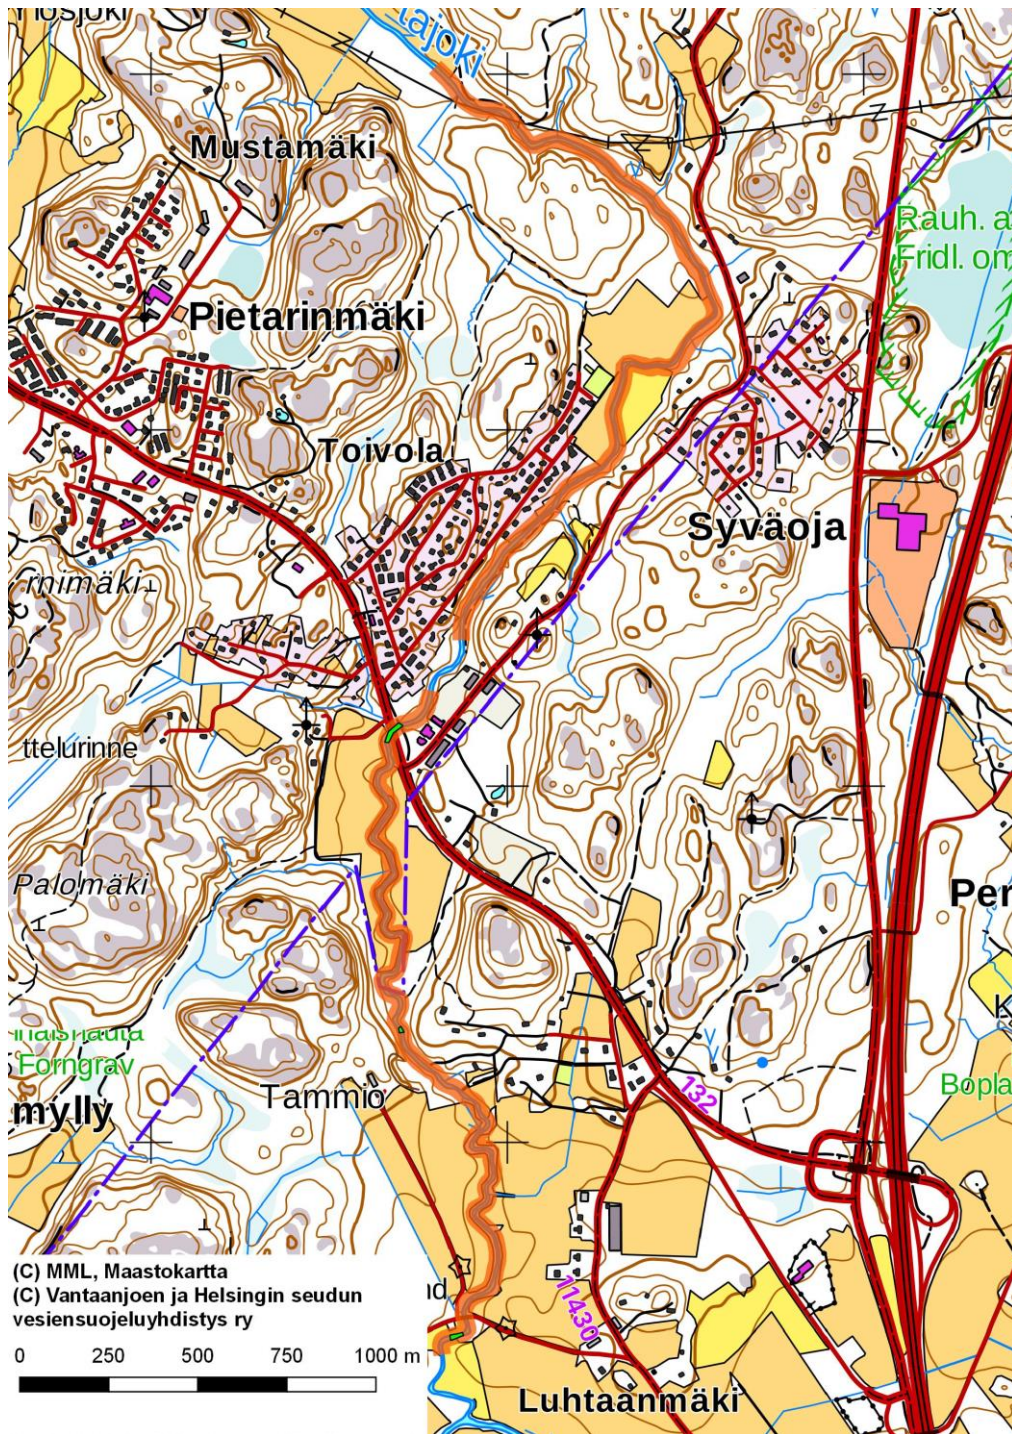 tajoki
Mustamäki
Rauh. a
Fridl. om
Pietarinmäki
Toivola
Syväoja
rnimäki
ttelurinne
Palomäki
Per
Forngrav
mylly
Tammio
132
K
Bopla
11430
Luhtaanmäki
(C) MML, Maastokartta
(C) Vantaanjoen ja Helsingin seudun
vesiensuojeluyhdistys ry
0 250 500 750 1000 m